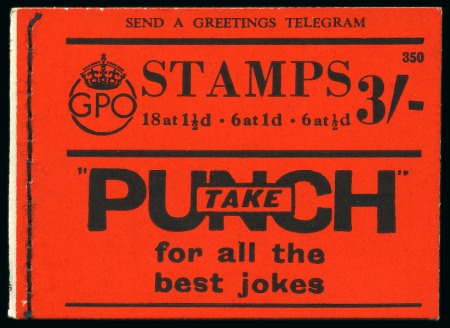 SEND A GREETINGS TELEGRAM
350
GPO
STAMPS 3/-
18 at 1½d · 6 at 1d · 6 at ½d
"PUNCH"
TAKE
for all the
best jokes